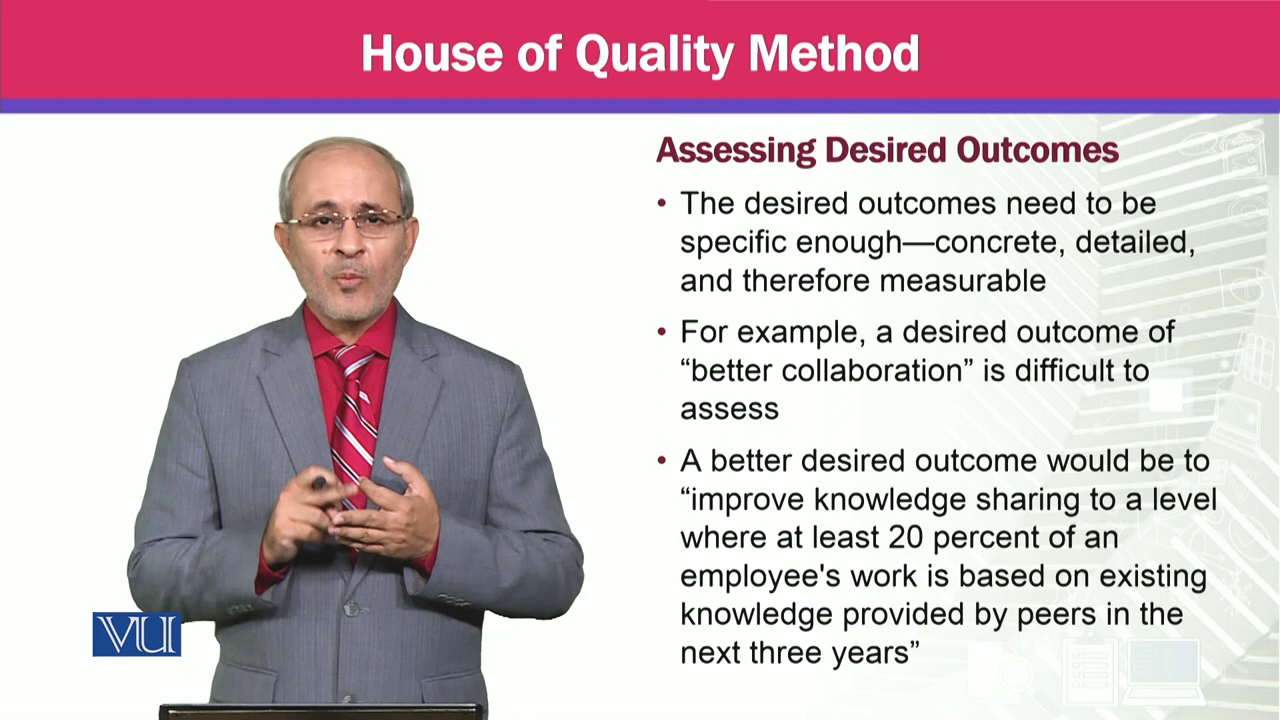 House of Quality Method
Assessing Desired Outcomes
• The desired outcomes need to be
specific enough—concrete, detailed,
and therefore measurable
• For example, a desired outcome of
“better collaboration” is difficult to
assess
• A better desired outcome would be to
“improve knowledge sharing to a level
where at least 20 percent of an
employee's work is based on existing
knowledge provided by peers in the
next three years”
VU